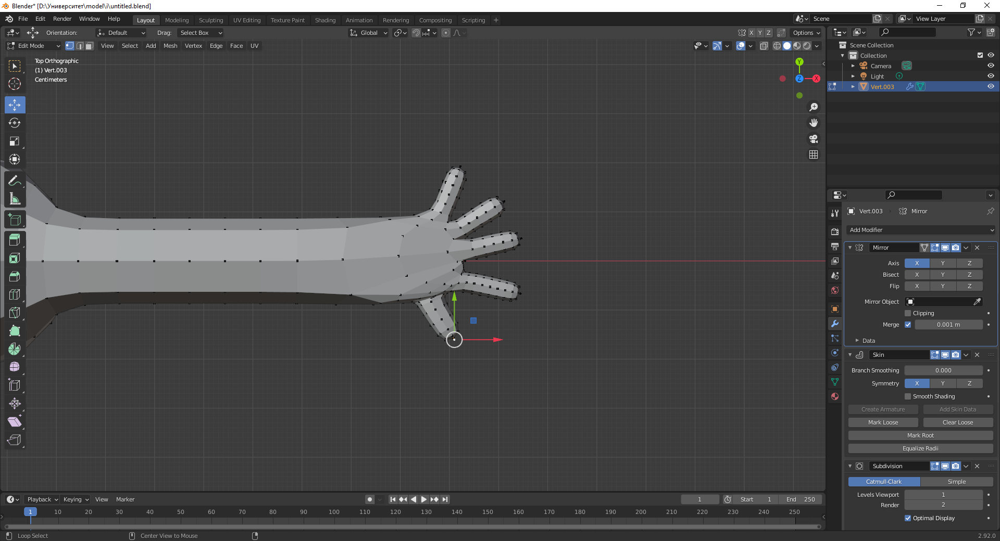 Blender* [D:\Университет\model\i\untitled.blend]
File Edit Render Window Help Layout Modeling Sculpting UV Editing Texture Paint Shading Animation Rendering Compositing Scripting + Scene View Layer
Orientation: Default Drag: Select Box Global X Y Z Options
Edit Mode View Select Add Mesh Vertex Edge Face UV
Top Orthographic
(1) Vert.003
Centimeters
Y
Z X
Scene Collection
Collection
Camera
Light
Vert.003
Vert.003 Mirror
Add Modifier
Mirror
Axis X Y Z
Bisect X Y Z
Flip X Y Z
Mirror Object
Clipping
Merge 0.001 m
Data
Skin
Branch Smoothing 0.000
Symmetry X Y Z
Smooth Shading
Create Armature Add Skin Data
Mark Loose Clear Loose
Mark Root
Equalize Radii
Subdivision
Catmull-Clark Simple
Levels Viewport 1
Render 2
Optimal Display
Playback Keying View Marker 1 Start 1 End 250
1 10 20 30 40 50 60 70 80 90 100 110 120 130 140 150 160 170 180 190 200 210 220 230 240 250
Loop Select Center View to Mouse 2.92.0